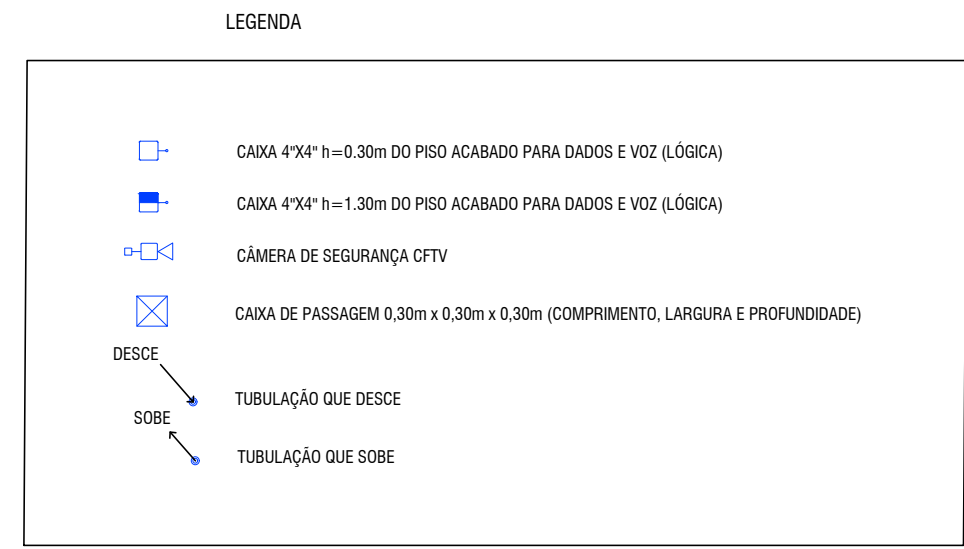 LEGENDA
CAIXA 4"X4" h=0.30m DO PISO ACABADO PARA DADOS E VOZ (LÓGICA)
CAIXA 4"X4" h=1.30m DO PISO ACABADO PARA DADOS E VOZ (LÓGICA)
CÂMERA DE SEGURANÇA CFTV
CAIXA DE PASSAGEM 0,30m x 0,30m x 0,30m (COMPRIMENTO, LARGURA E PROFUNDIDADE)
DESCE
TUBULAÇÃO QUE DESCE
SOBE
TUBULAÇÃO QUE SOBE